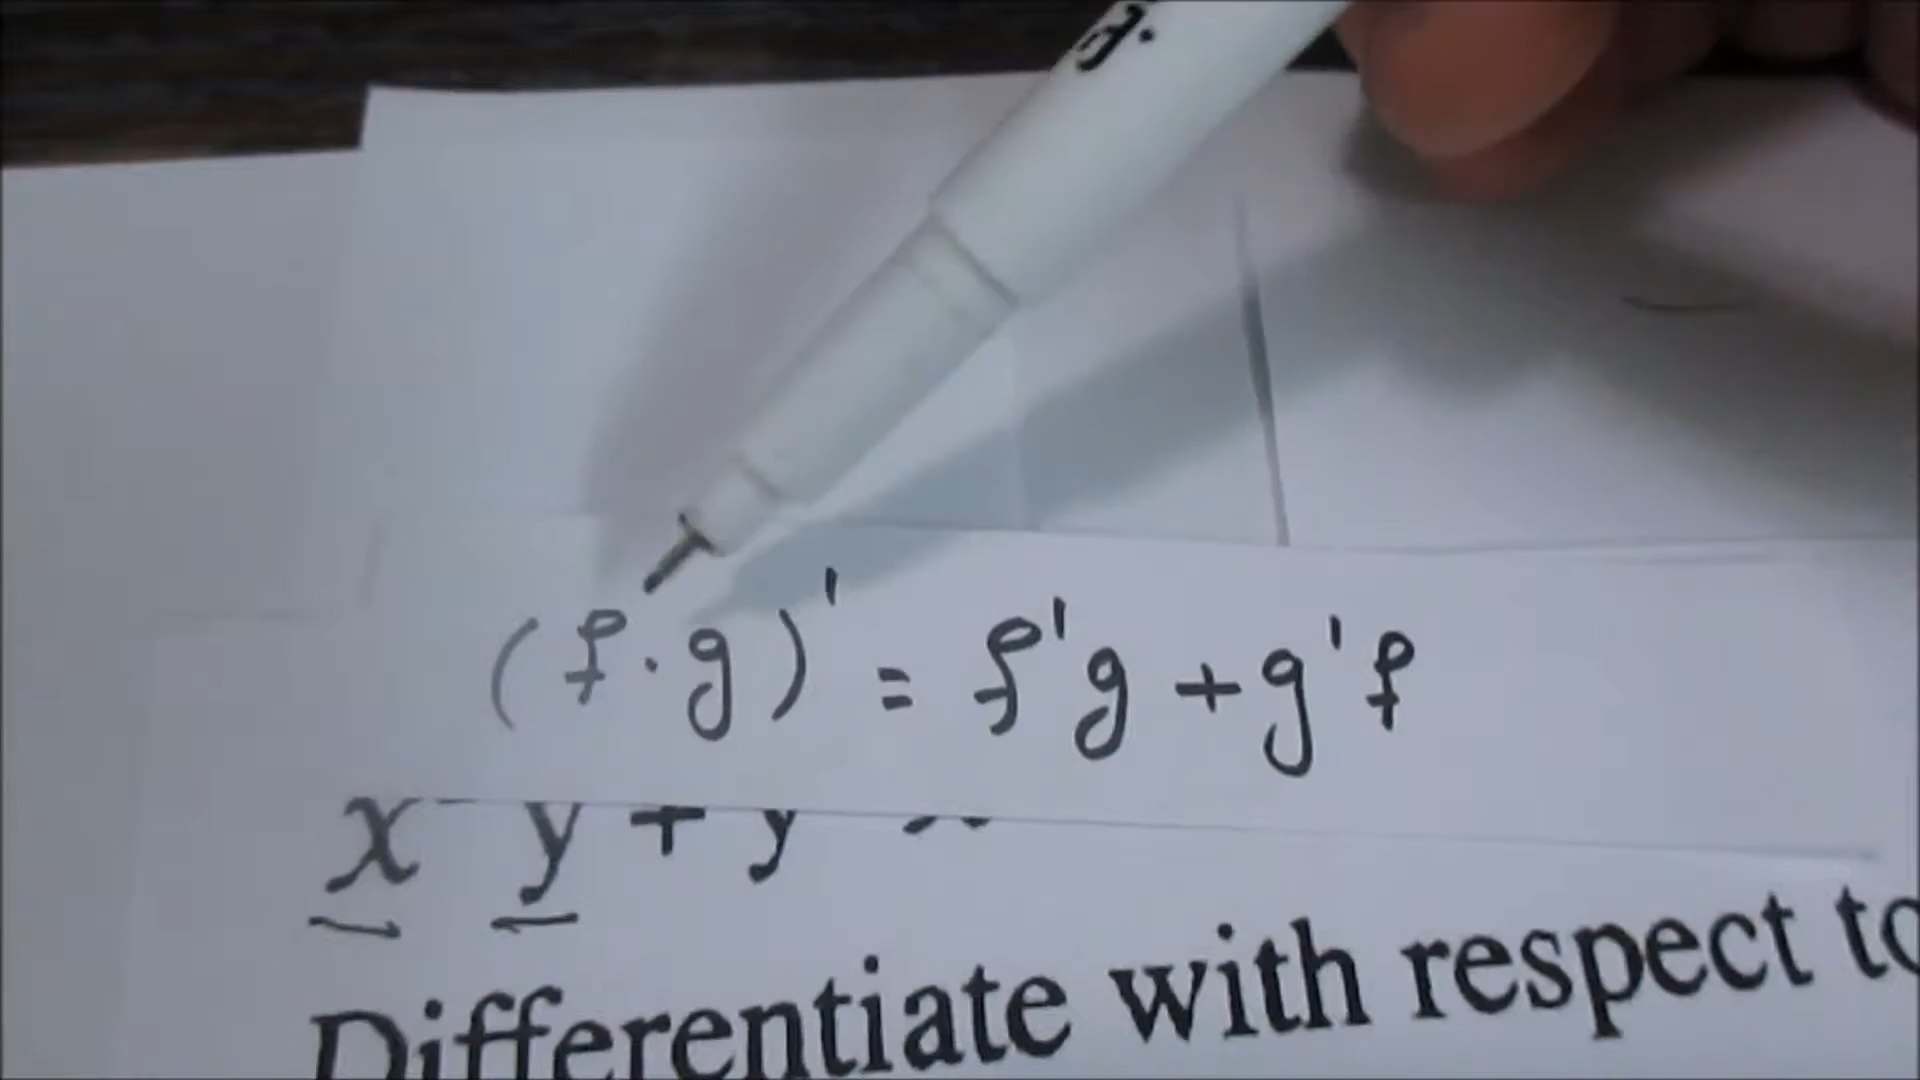 (f·g)' = f'g + g'f
x y + y
Differentiate with respect to